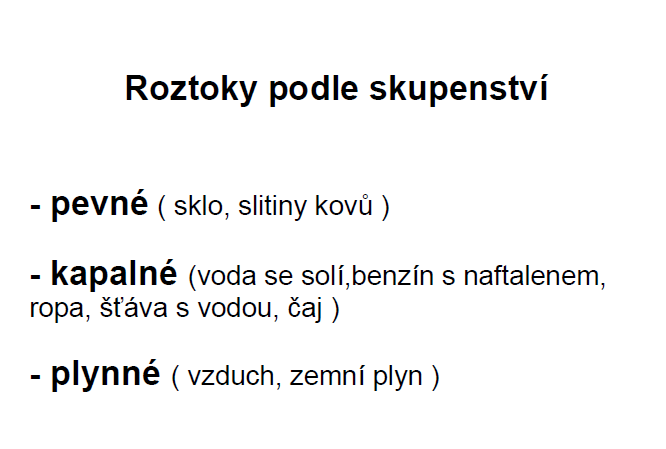 Roztoky podle skupenství
- pevné ( sklo, slitiny kovů )
- kapalné (voda se solí,benzín s naftalenem,
ropa, šťáva s vodou, čaj )
- plynné ( vzduch, zemní plyn )